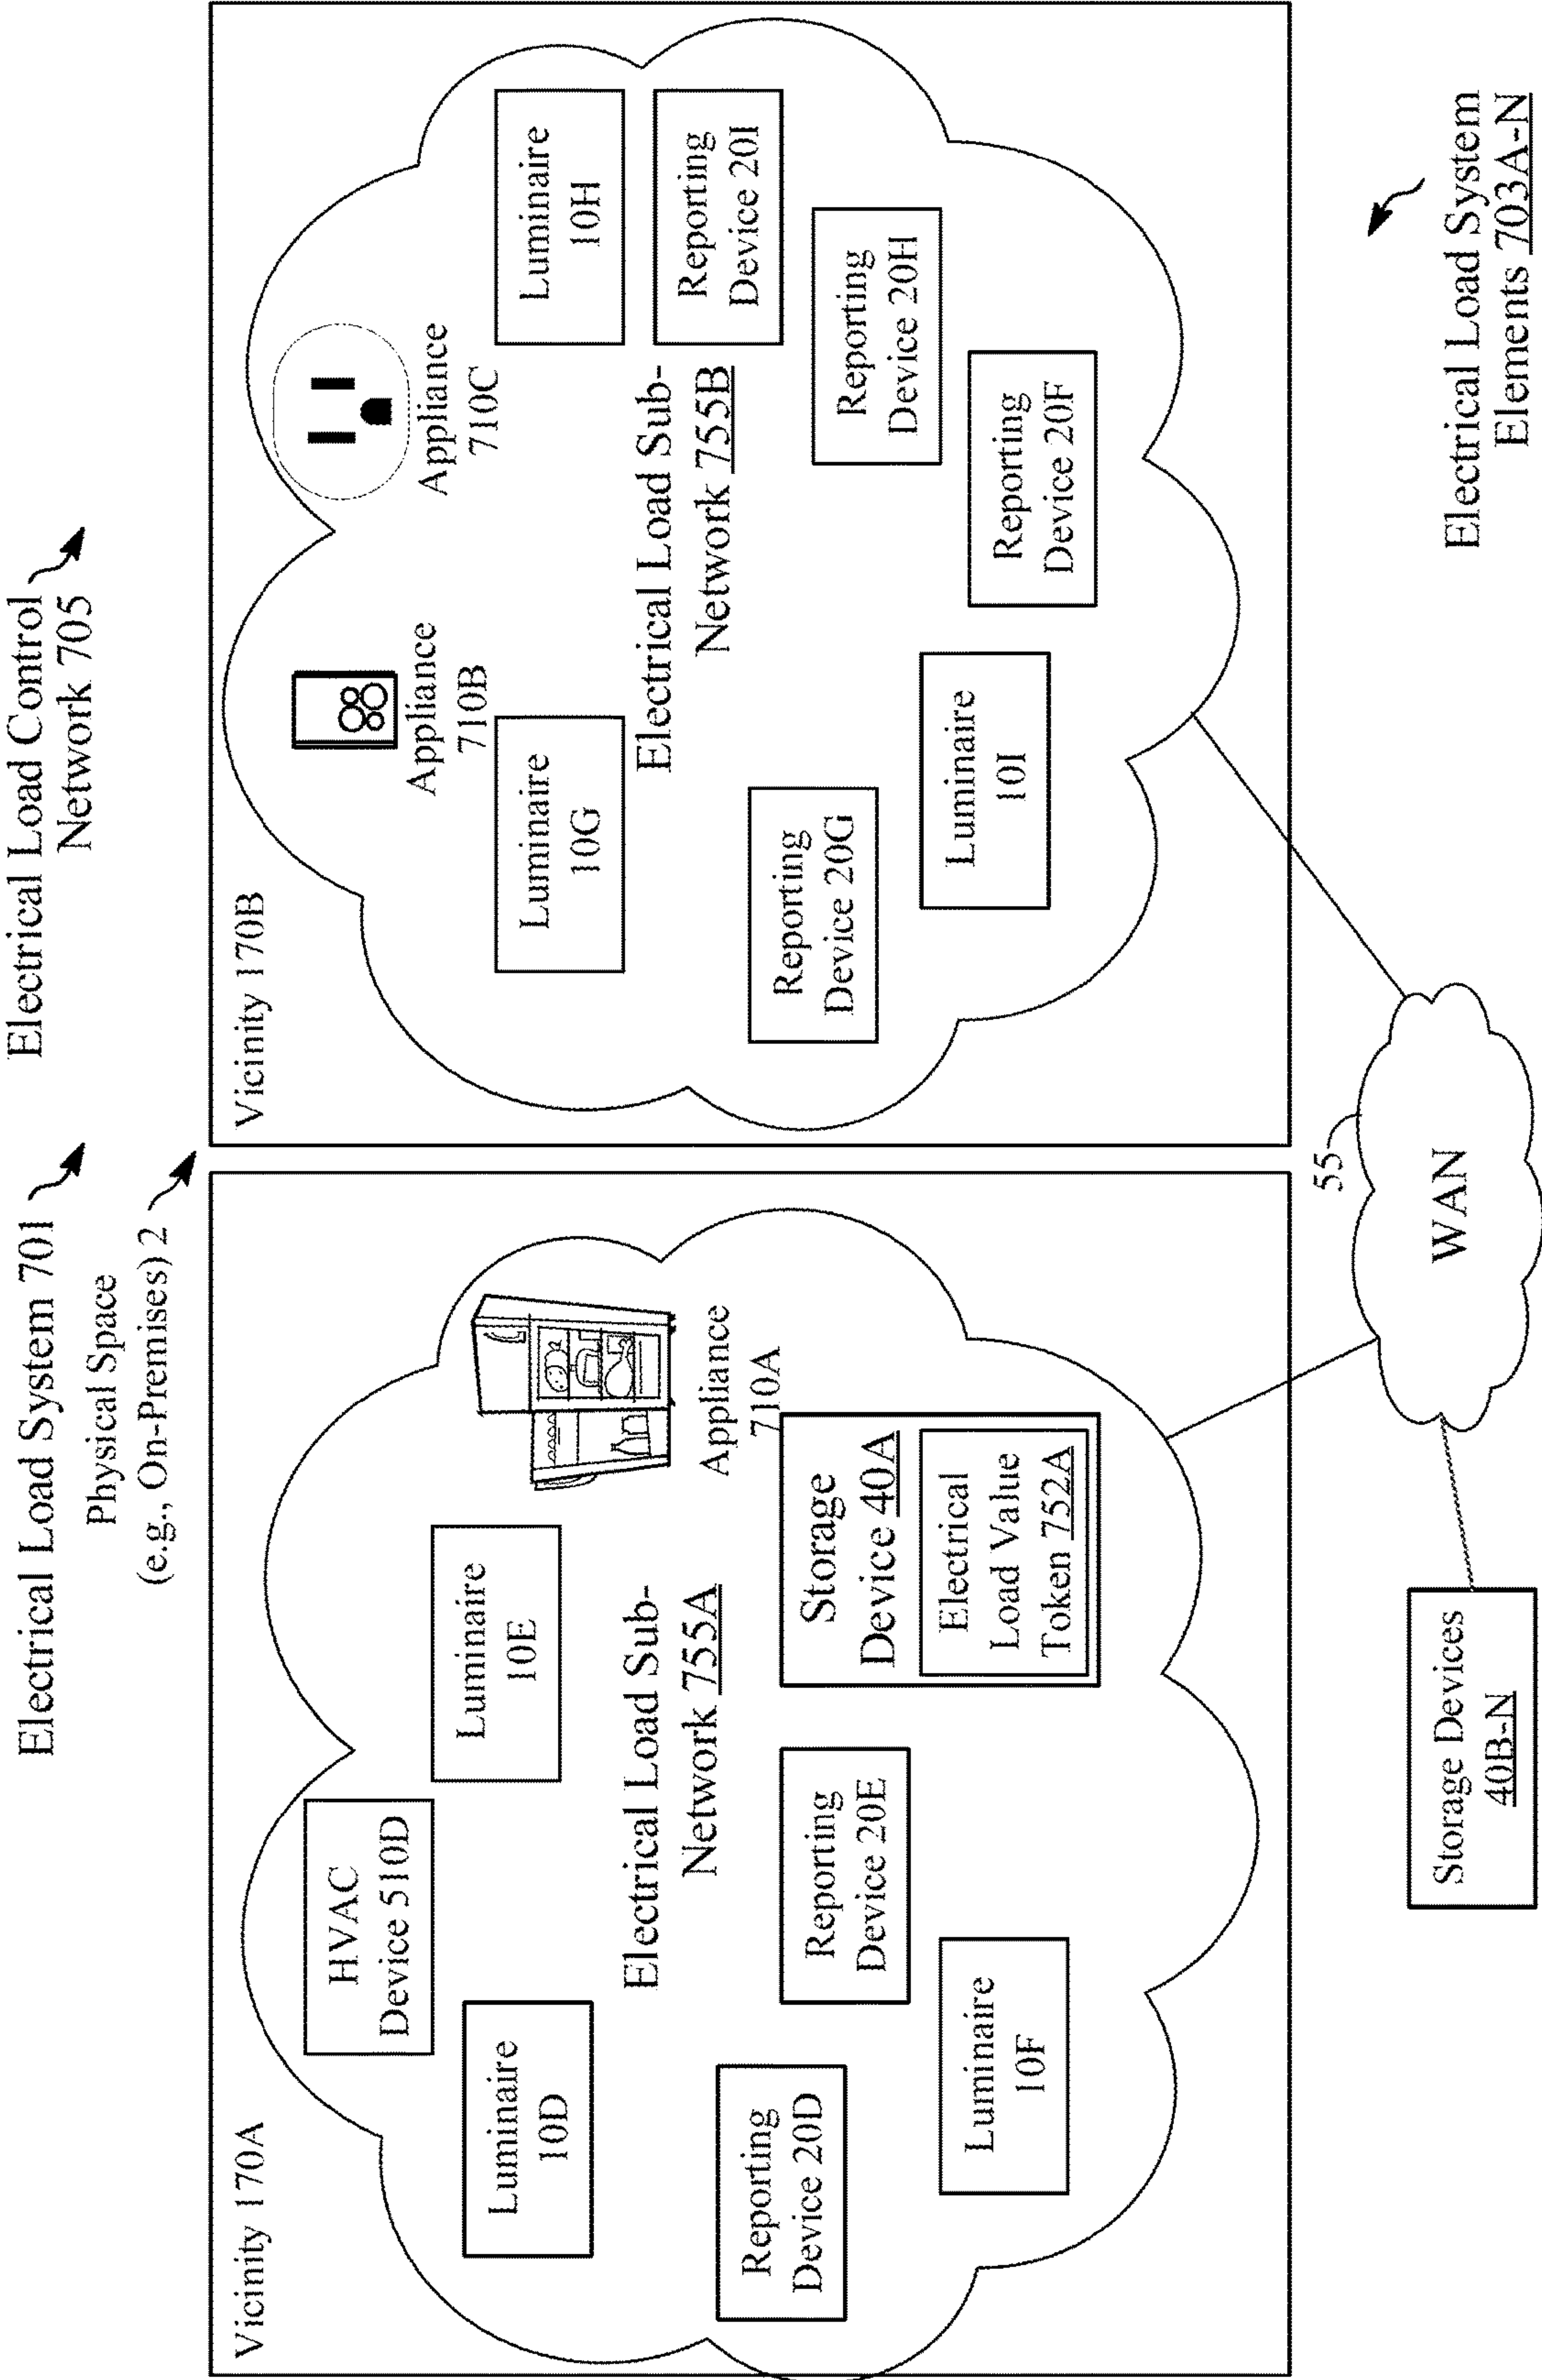 Electrical Load System 701
Electrical Load Control
Network 705
Physical Space
(e.g., On-Premises) 2
Vicinity 170A
HVAC
Device 510D
Luminaire
10D
Luminaire
10E
Appliance
710A
Electrical Load Sub-
Network 755A
Reporting
Device 20D
Reporting
Device 20E
Storage
Device 40A
Electrical
Load Value
Token 752A
Luminaire
10F
Vicinity 170B
Appliance
710B
Appliance
710C
Luminaire
10G
Luminaire
10H
Electrical Load Sub-
Network 755B
Reporting
Device 20I
Reporting
Device 20G
Reporting
Device 20H
Luminaire
10I
Reporting
Device 20F
55
WAN
Storage Devices
40B-N
Electrical Load System
Elements 703A-N